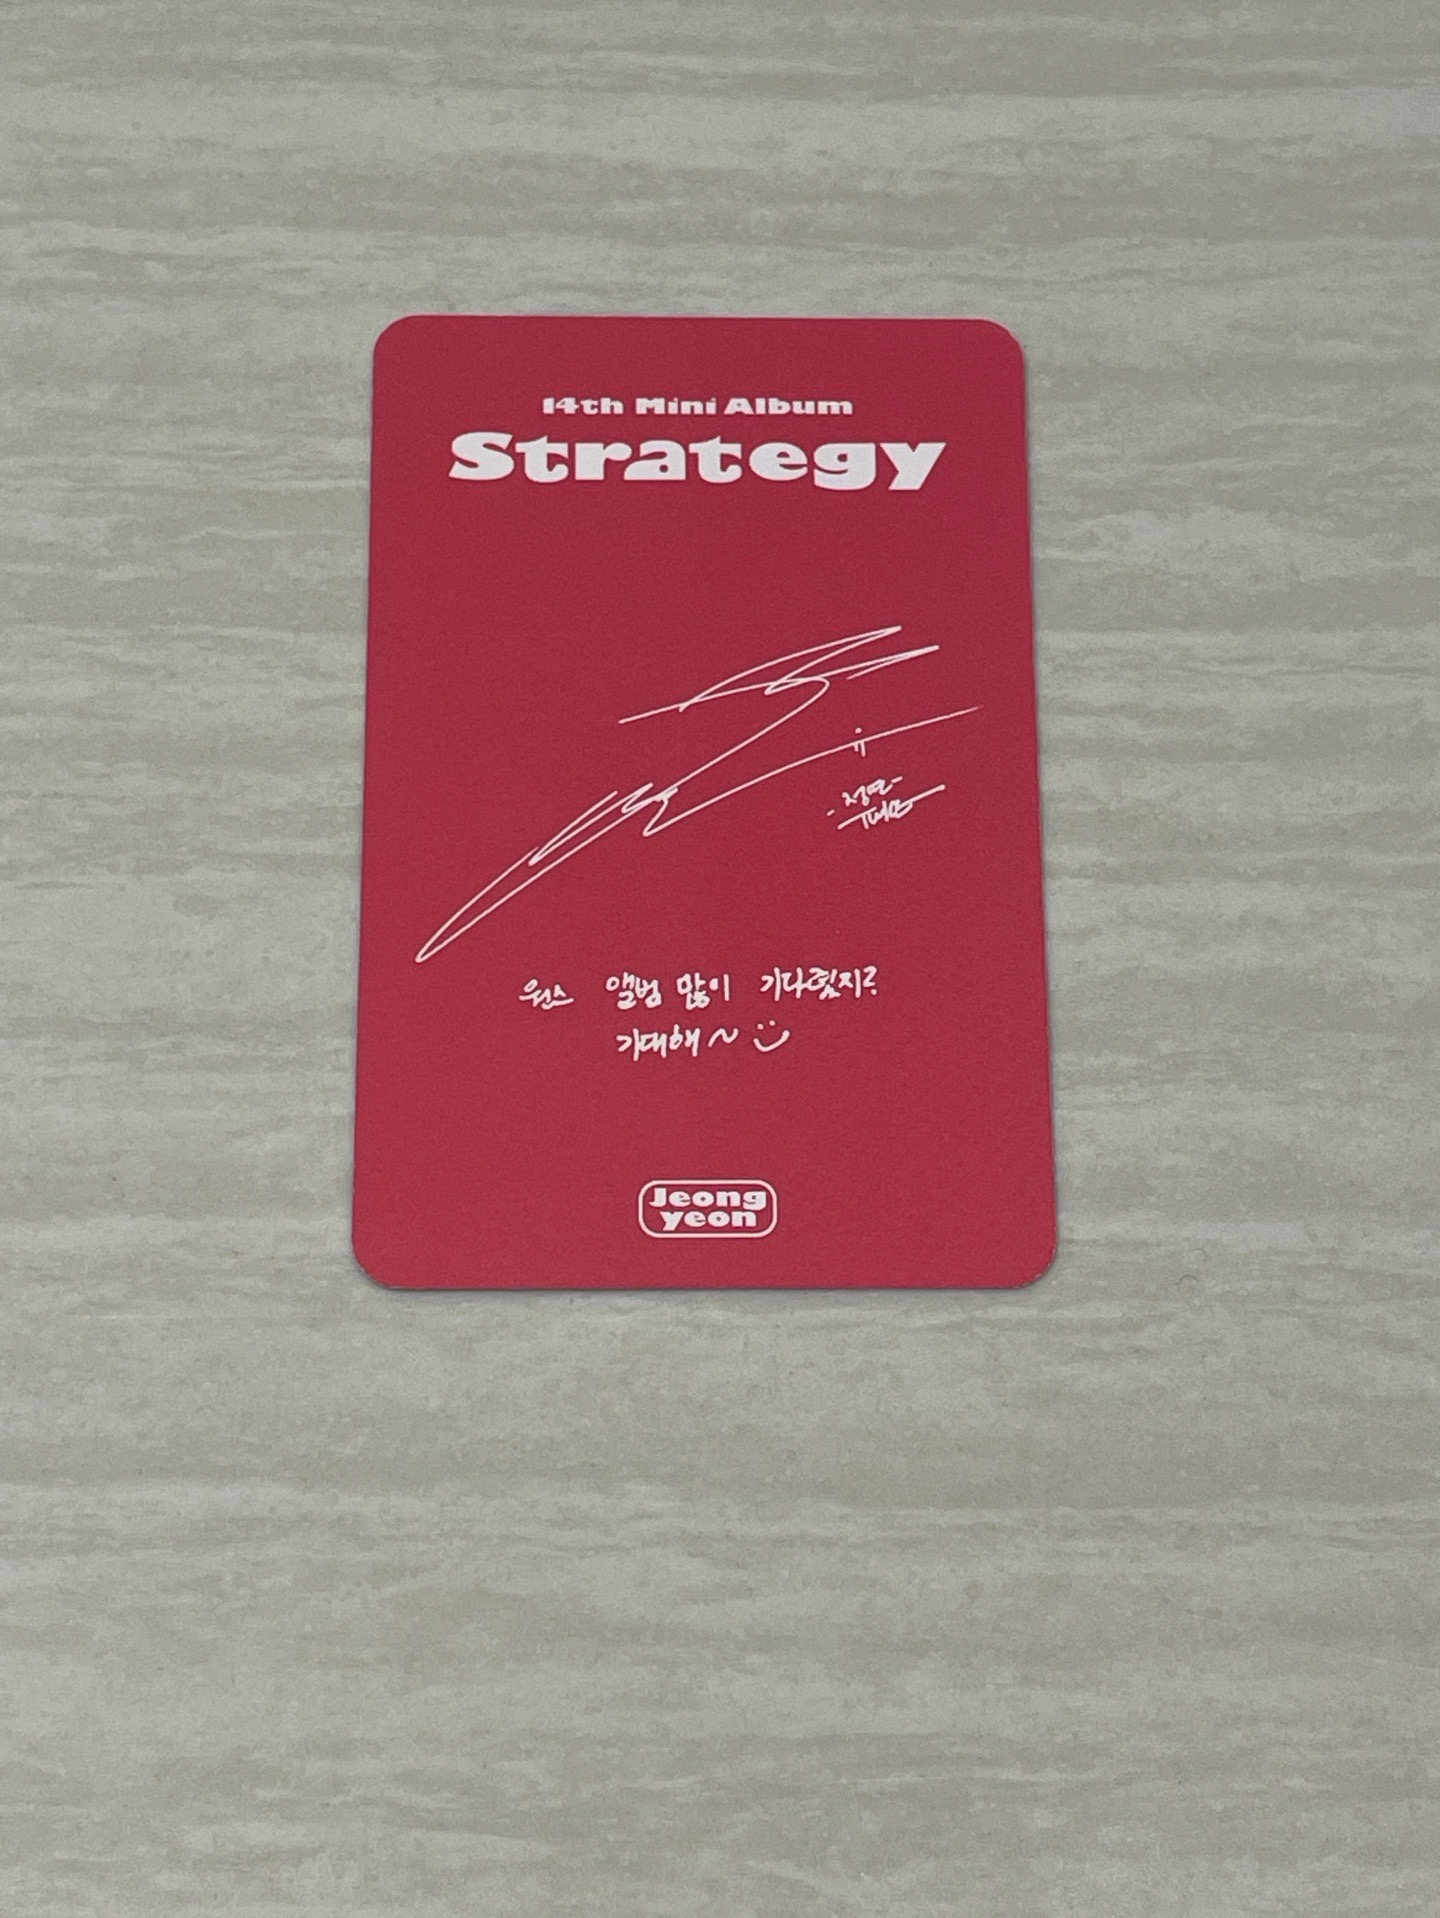 14th Mini Album
Strategy
정연
원스 앨범 많이 기다렸지?
기대해~
Jeong
yeon